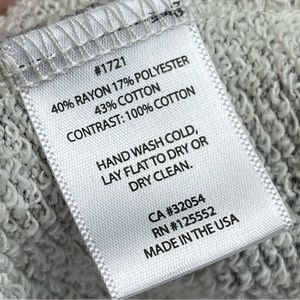 #1721
40% RAYON 17% POLYESTER
43% COTTON
CONTRAST: 100% COTTON
HAND WASH COLD,
LAY FLAT TO DRY OR
DRY CLEAN.
CA #32054
RN #125552
MADE IN THE USA